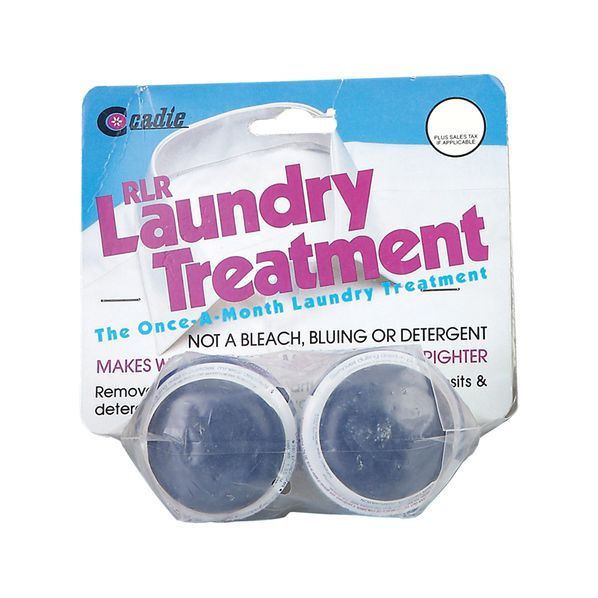 Cadie
PLUS SALES TAX
IF APPLICABLE
RLR
Laundry
Treatment
The Once-A-Month Laundry Treatment
NOT A BLEACH, BLUING OR DETERGENT
MAKES W RIGHTER
Remov sits &
deterg